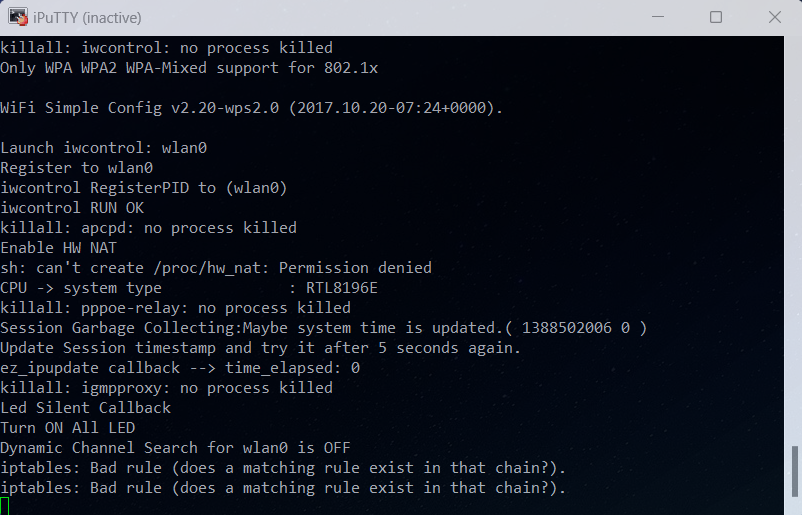 iPuTTY (inactive)
killall: iwcontrol: no process killed
Only WPA WPA2 WPA-Mixed support for 802.1x
WiFi Simple Config v2.20-wps2.0 (2017.10.20-07:24+0000).
Launch iwcontrol: wlan0
Register to wlan0
iwcontrol RegisterPID to (wlan0)
iwcontrol RUN OK
killall: apcpd: no process killed
Enable HW NAT
sh: can't create /proc/hw_nat: Permission denied
CPU -> system type              : RTL8196E
killall: pppoe-relay: no process killed
Session Garbage Collecting:Maybe system time is updated.( 1388502006 0 )
Update Session timestamp and try it after 5 seconds again.
ez_ipupdate callback --> time_elapsed: 0
killall: igmpproxy: no process killed
Led Silent Callback
Turn ON All LED
Dynamic Channel Search for wlan0 is OFF
iptables: Bad rule (does a matching rule exist in that chain?).
iptables: Bad rule (does a matching rule exist in that chain?).